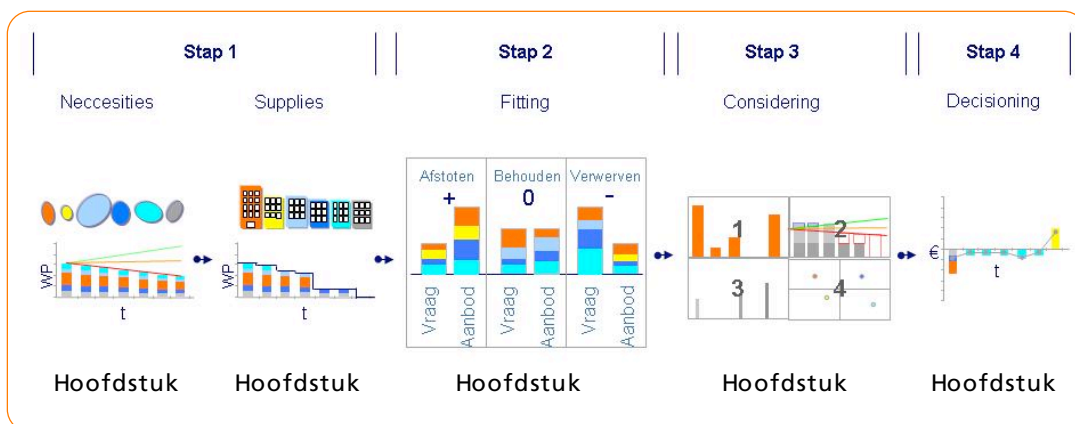 Stap 1
Stap 2
Stap 3
Stap 4
Neccesities
Supplies
Fitting
Considering
Decisioning
WP
t
WP
t
Afstoten
+
Behouden
0
Verwerven
-
Vraag
Aanbod
Vraag
Aanbod
Vraag
Aanbod
1
2
3
4
€
t
Hoofdstuk
Hoofdstuk
Hoofdstuk
Hoofdstuk
Hoofdstuk